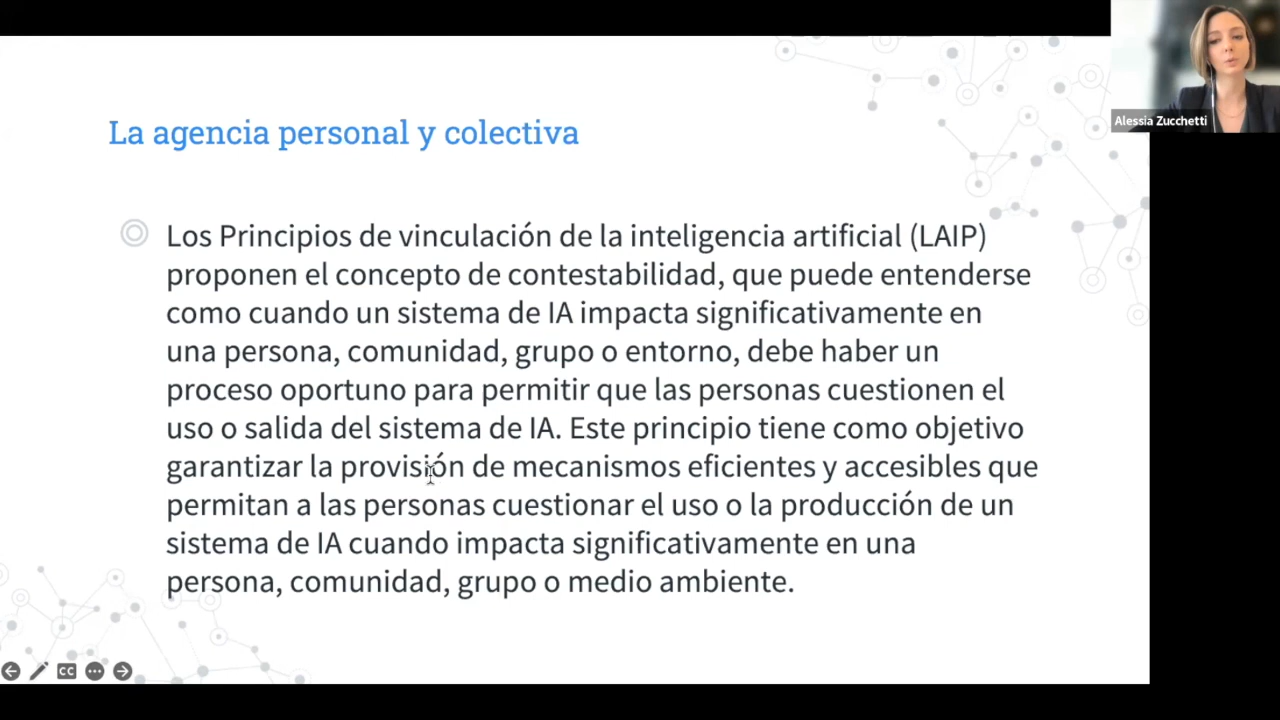 Alessia Zucchetti
La agencia personal y colectiva
Los Principios de vinculación de la inteligencia artificial (LAIP)
proponen el concepto de contestabilidad, que puede entenderse
como cuando un sistema de IA impacta significativamente en
una persona, comunidad, grupo o entorno, debe haber un
proceso oportuno para permitir que las personas cuestionen el
uso o salida del sistema de IA. Este principio tiene como objetivo
garantizar la provisión de mecanismos eficientes y accesibles que
permitan a las personas cuestionar el uso o la producción de un
sistema de IA cuando impacta significativamente en una
persona, comunidad, grupo o medio ambiente.
CC